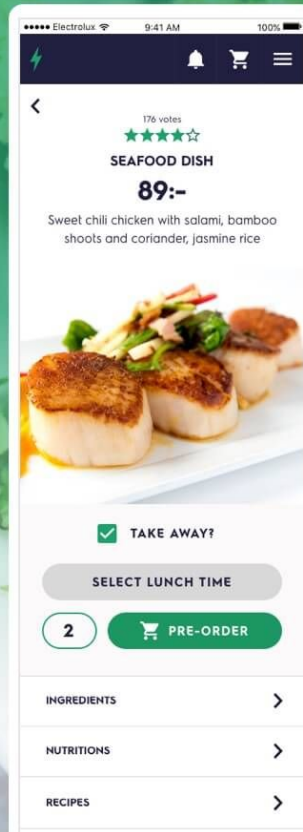 ●●●●● Electrolux 9:41 AM 100%
176 votes
SEAFOOD DISH
89:-
Sweet chili chicken with salami, bamboo
shoots and coriander, jasmine rice
TAKE AWAY?
SELECT LUNCH TIME
2 PRE-ORDER
INGREDIENTS
NUTRITIONS
RECIPES